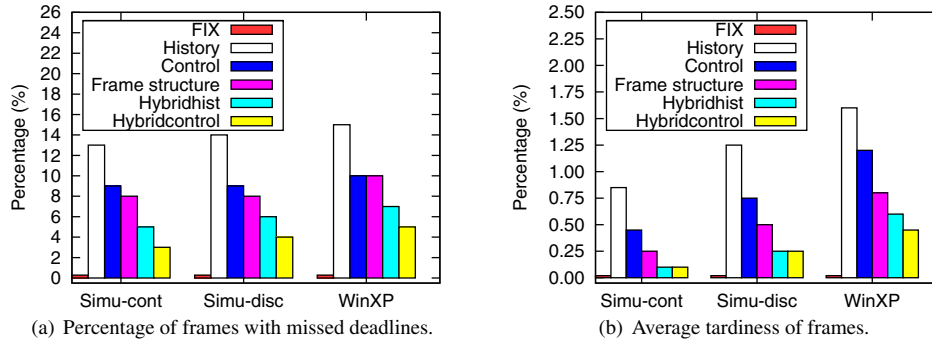 26
24
22
20
18
16
14
12
10
8
6
4
2
0
Percentage (%)
FIX
History
Control
Frame structure
Hybridhist
Hybridcontrol
Simu-cont Simu-disc WinXP
(a) Percentage of frames with missed deadlines.
2.50
2.25
2.00
1.75
1.50
1.25
1.00
0.75
0.50
0.25
0.00
Percentage (%)
FIX
History
Control
Frame structure
Hybridhist
Hybridcontrol
Simu-cont Simu-disc WinXP
(b) Average tardiness of frames.